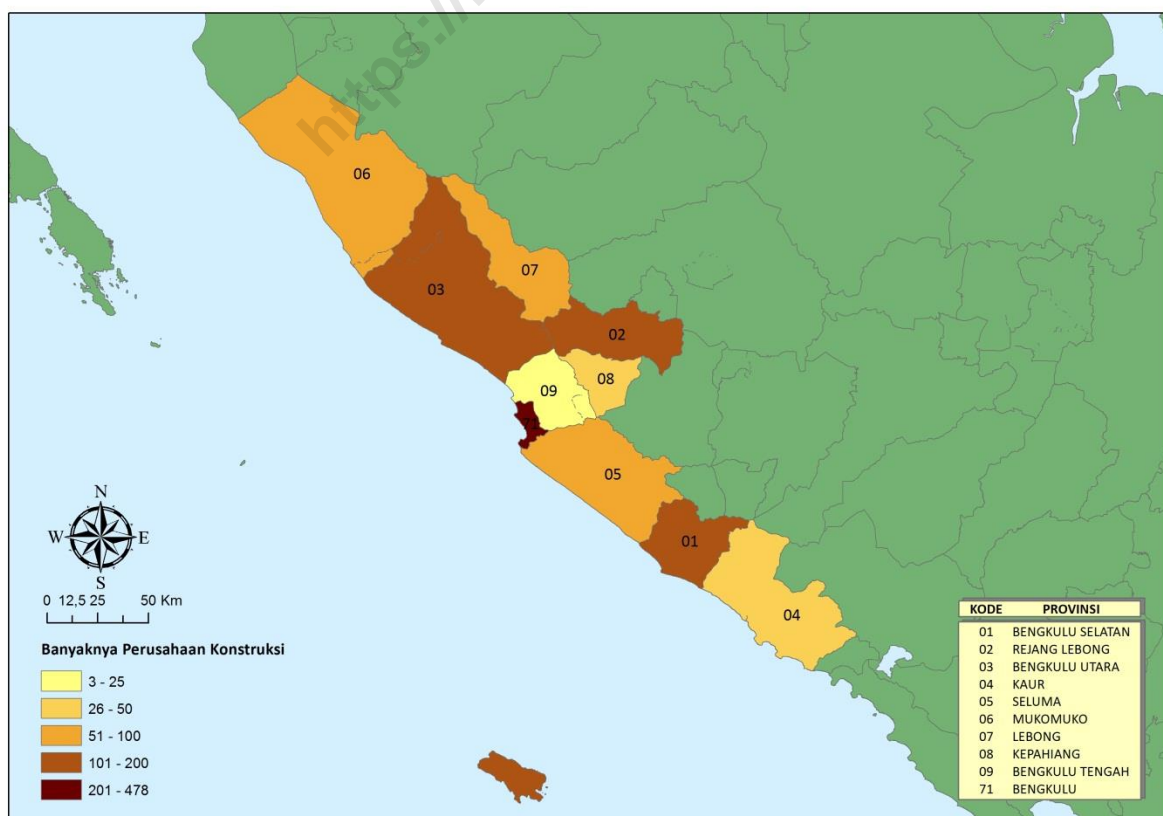 https:/
06
07
03
02
08
09
71
05
01
04
N
W E
S
0 12,5 25 50 Km
Banyaknya Perusahaan Konstruksi
3 - 25
26 - 50
51 - 100
101 - 200
201 - 478
KODE PROVINSI
01 BENGKULU SELATAN
02 REJANG LEBONG
03 BENGKULU UTARA
04 KAUR
05 SELUMA
06 MUKOMUKO
07 LEBONG
08 KEPAHIANG
09 BENGKULU TENGAH
71 BENGKULU